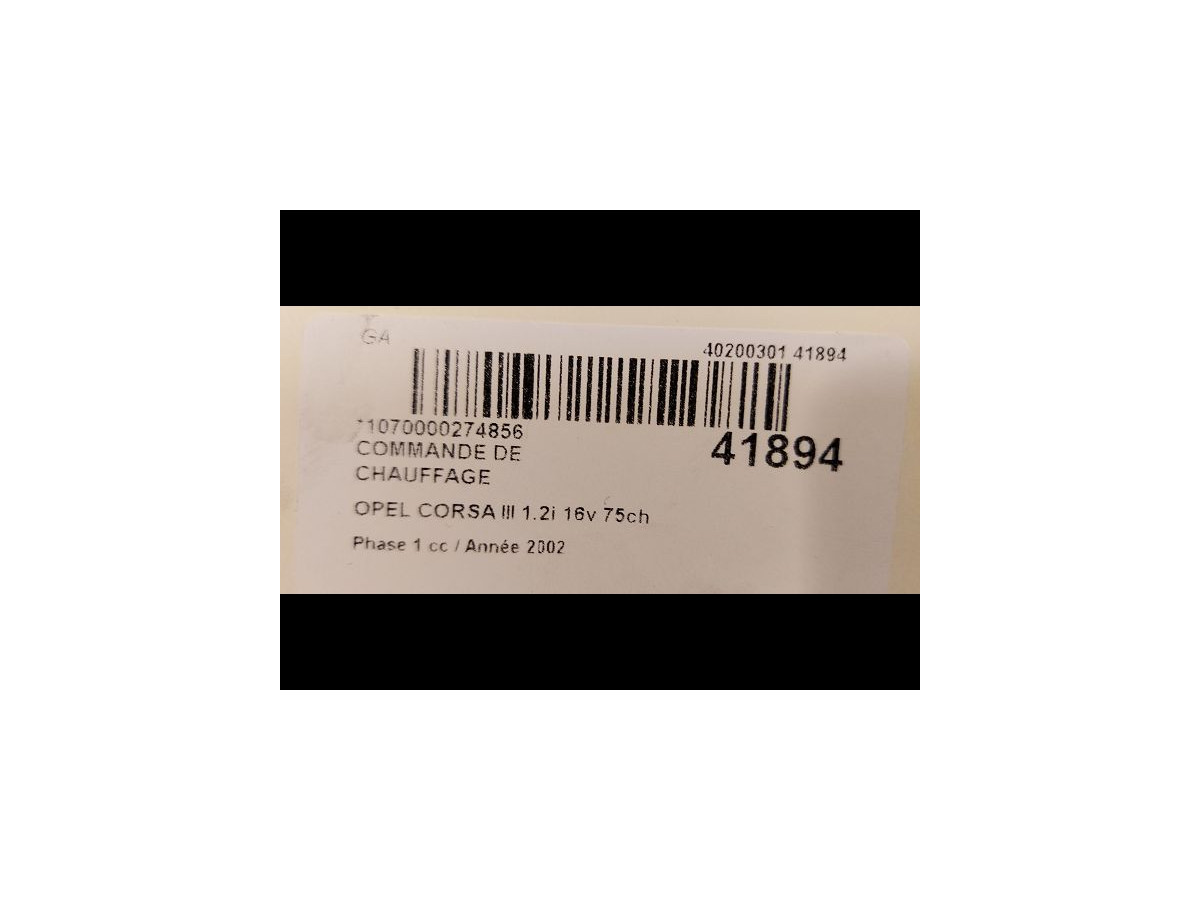 GA
40200301 41894
*1070000274856
41894
COMMANDE DE
CHAUFFAGE
OPEL CORSA III 1.2i 16v 75ch
Phase 1 cc / Année 2002